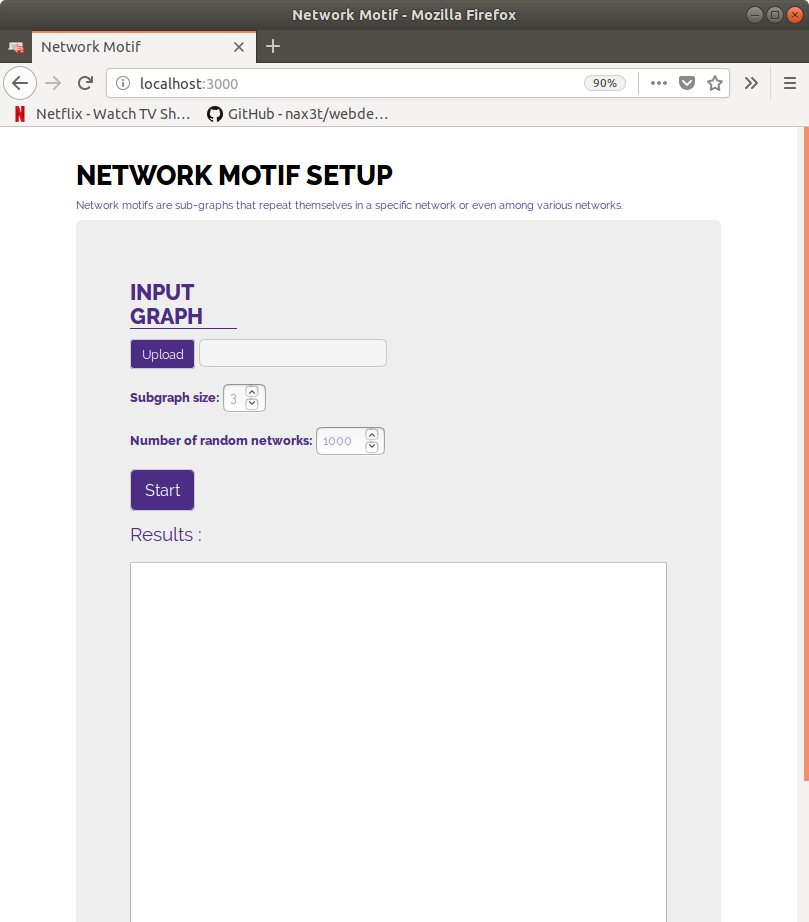 Network Motif - Mozilla Firefox
Network Motif
localhost:3000 90%
Netflix - Watch TV Sh… GitHub - nax3t/webde…
NETWORK MOTIF SETUP
Network motifs are sub-graphs that repeat themselves in a specific network or even among various networks.
INPUT
GRAPH
Upload
Subgraph size: 3
Number of random networks: 1000
Start
Results :